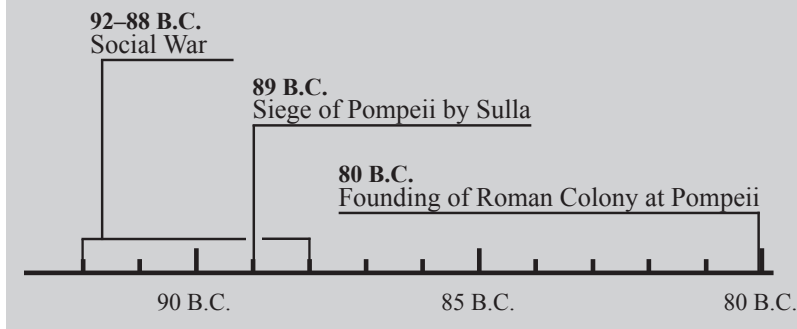 92–88 B.C.
Social War
89 B.C.
Siege of Pompeii by Sulla
80 B.C.
Founding of Roman Colony at Pompeii
90 B.C.
85 B.C.
80 B.C.